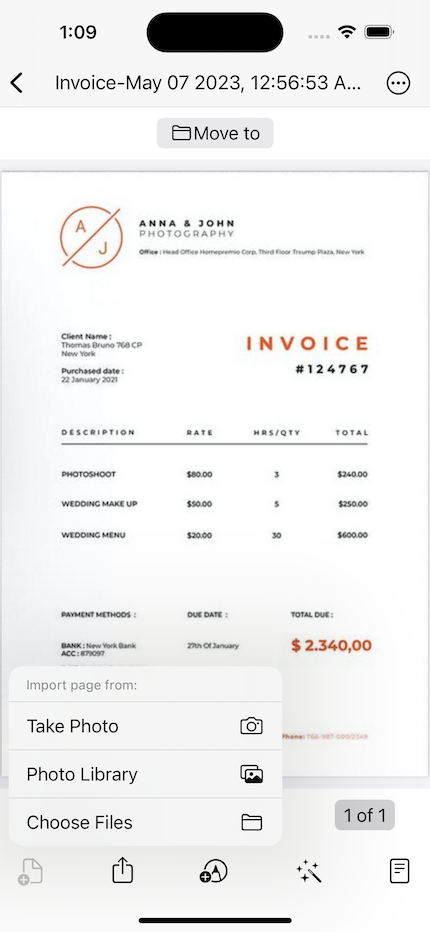 1:09
Invoice-May 07 2023, 12:56:53 A...
Move to
A
J
ANNA & JOHN
PHOTOGRAPHY
Office : Head Office Homepremio Corp, Third Floor Trsump Plaza, New York
Client Name :
Thomas Bruno 768 CP
New York
Purchased date :
22 January 2021
INVOICE
#124767
DESCRIPTION RATE HRS/QTY TOTAL
PHOTOSHOOT $80.00 3 $240.00
WEDDING MAKE UP $50.00 5 $250.00
WEDDING MENU $20.00 30 $600.00
PAYMENT METHODS : DUE DATE : TOTAL DUE :
BANK : New York Bank 27th Of January $ 2.340,00
ACC : 879097
Import page from:
Take Photo
Phone: 766-987-000/2349
Photo Library
Choose Files
1 of 1